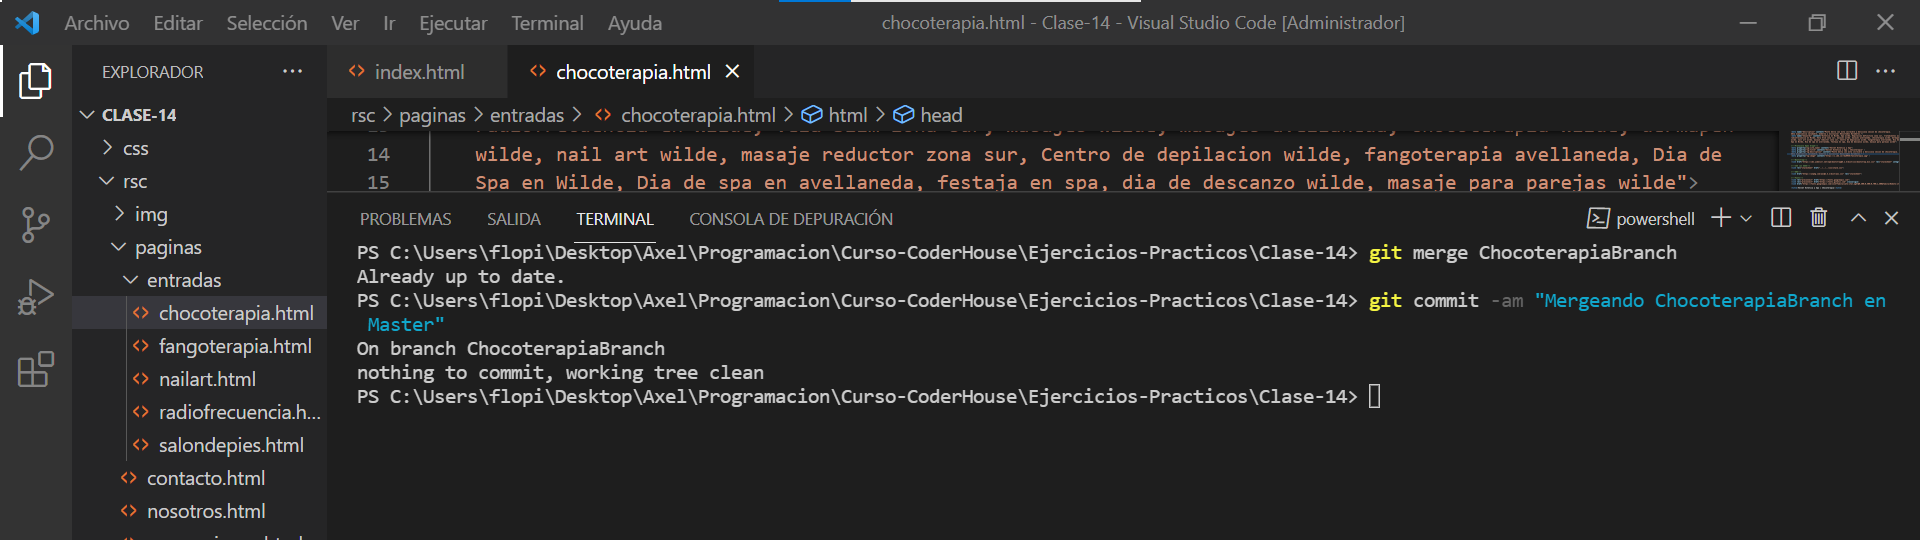 Archivo Editar Selección Ver Ir Ejecutar Terminal Ayuda
chocoterapia.html - Clase-14 - Visual Studio Code [Administrador]
EXPLORADOR ···
CLASE-14
css
rsc
img
paginas
entradas
chocoterapia.html
fangoterapia.html
nailart.html
radiofrecuencia.h...
salondepies.html
contacto.html
nosotros.html
index.html
chocoterapia.html
rsc > paginas > entradas > chocoterapia.html > html > head
14 wilde, nail art wilde, masaje reductor zona sur, Centro de depilacion wilde, fangoterapia avellaneda, Dia de
15 Spa en Wilde, Dia de spa en avellaneda, festaja en spa, dia de descanzo wilde, masaje para parejas wilde">
PROBLEMAS SALIDA TERMINAL CONSOLA DE DEPURACIÓN
powershell
PS C:\Users\flopi\Desktop\Axel\Programacion\Curso-CoderHouse\Ejercicios-Practicos\Clase-14> git merge ChocoterapiaBranch
Already up to date.
PS C:\Users\flopi\Desktop\Axel\Programacion\Curso-CoderHouse\Ejercicios-Practicos\Clase-14> git commit -am "Mergeando ChocoterapiaBranch en
Master"
On branch ChocoterapiaBranch
nothing to commit, working tree clean
PS C:\Users\flopi\Desktop\Axel\Programacion\Curso-CoderHouse\Ejercicios-Practicos\Clase-14>